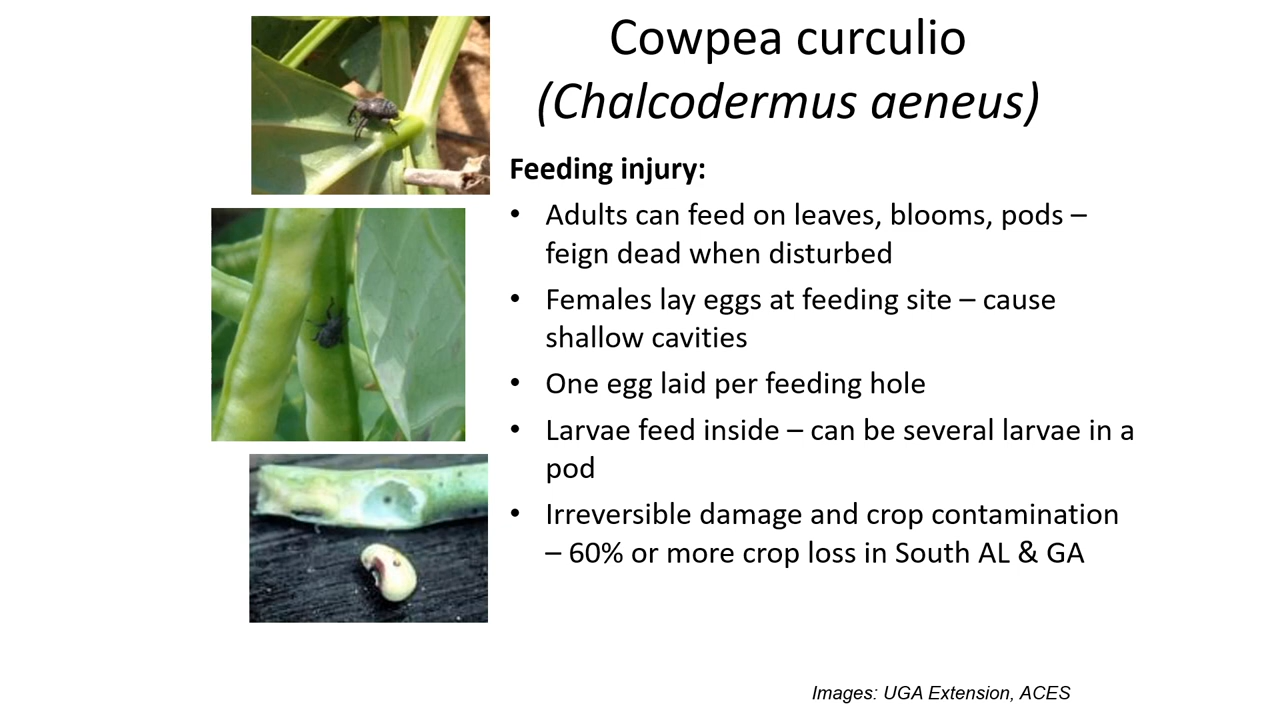 Cowpea curculio
(Chalcodermus aeneus)
Feeding injury:
• Adults can feed on leaves, blooms, pods –
feign dead when disturbed
• Females lay eggs at feeding site – cause
shallow cavities
• One egg laid per feeding hole
• Larvae feed inside – can be several larvae in a
pod
• Irreversible damage and crop contamination
– 60% or more crop loss in South AL & GA
Images: UGA Extension, ACES